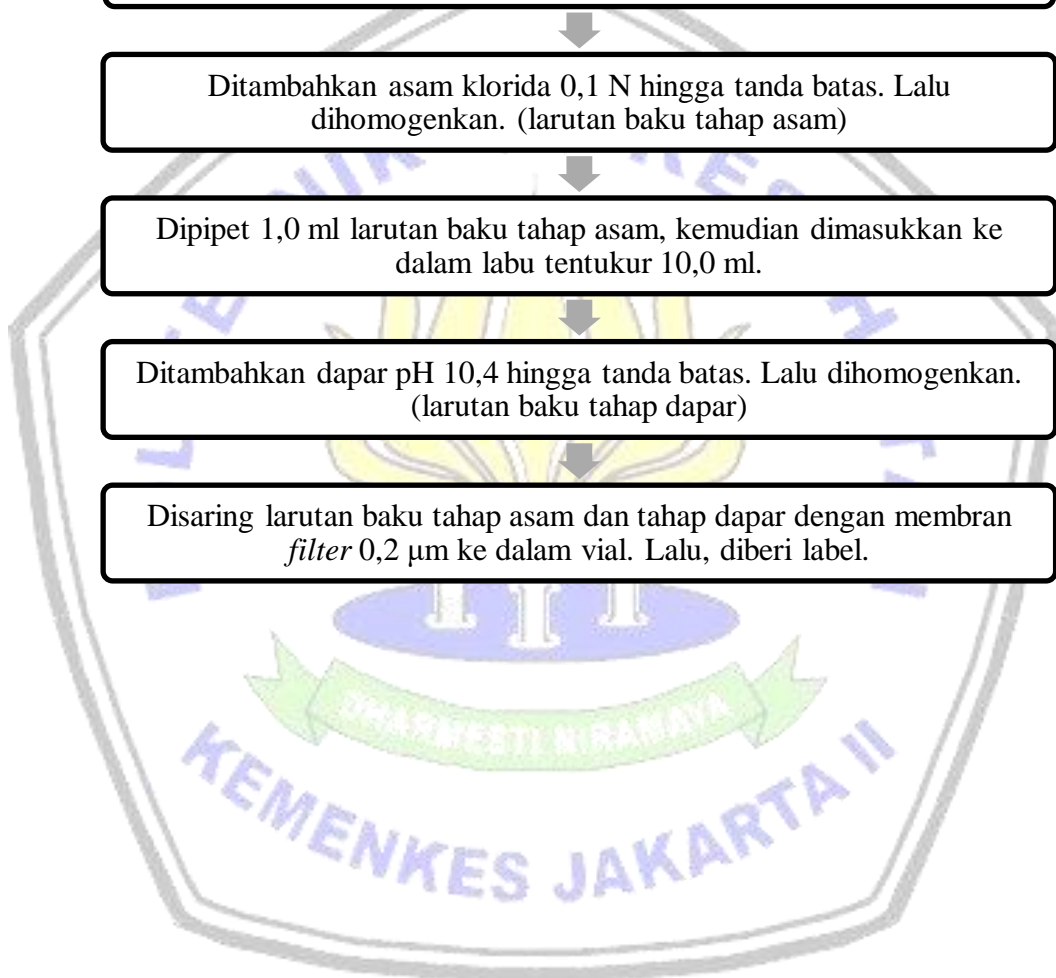 Ditambahkan asam klorida 0,1 N hingga tanda batas. Lalu
dihomogenkan. (larutan baku tahap asam)
Dipipet 1,0 ml larutan baku tahap asam, kemudian dimasukkan ke
dalam labu tentukur 10,0 ml.
Ditambahkan dapar pH 10,4 hingga tanda batas. Lalu dihomogenkan.
(larutan baku tahap dapar)
Disaring larutan baku tahap asam dan tahap dapar dengan membran
filter 0,2 μm ke dalam vial. Lalu, diberi label.
KEMENKES JAKARTA II